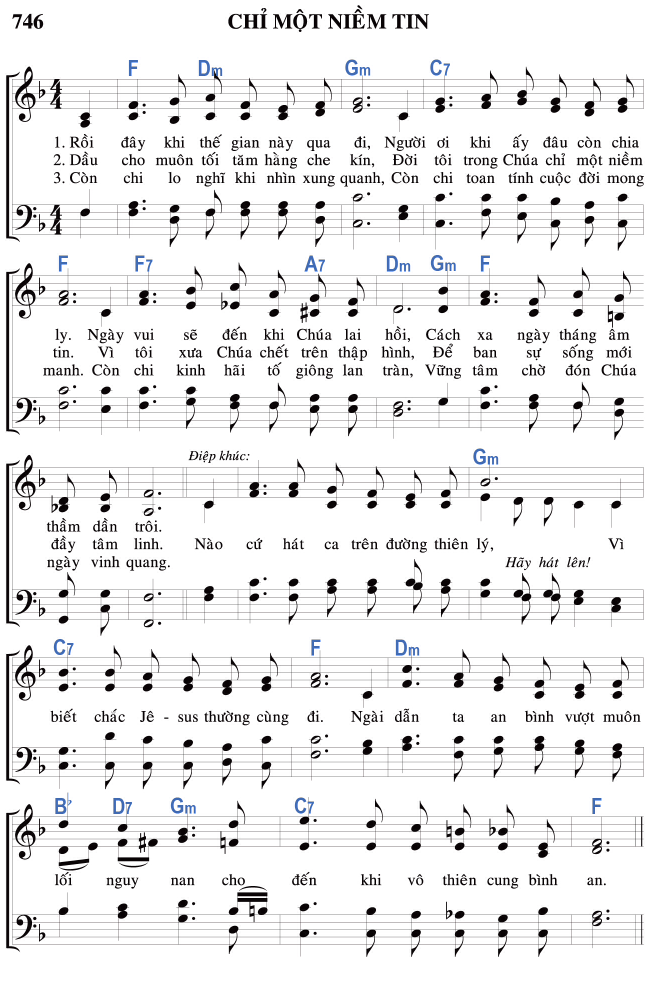 746 CHỈ MỘT NIỀM TIN
F Dm Gm C7
1. Rồi đây khi thế gian này qua đi, Người ơi khi ấy đâu còn chia
2. Dầu cho muôn tối tăm hằng che kín, Đời tôi trong Chúa chỉ một niềm
3. Còn chi lo nghĩ khi nhìn xung quanh, Còn chi toan tính cuộc đời mong
F F7 A7 Dm Gm F
ly. Ngày vui sẽ đến khi Chúa lai hồi, Cách xa ngày tháng âm
tin. Vì tôi xưa Chúa chết trên thập hình, Để ban sự sống mới
manh. Còn chi kinh hãi tố giông lan tràn, Vững tâm chờ đón Chúa
Điệp khúc: Gm
thầm dần trôi.
đầy tâm linh. Nào cứ hát ca trên đường thiên lý, Vì
ngày vinh quang. Hãy hát lên!
C7 F Dm
biết chắc Jê - sus thường cùng đi. Ngài dẫn ta an bình vượt muôn
B♭ D7 Gm C7 F
lối nguy nan cho đến khi vô thiên cung bình an.